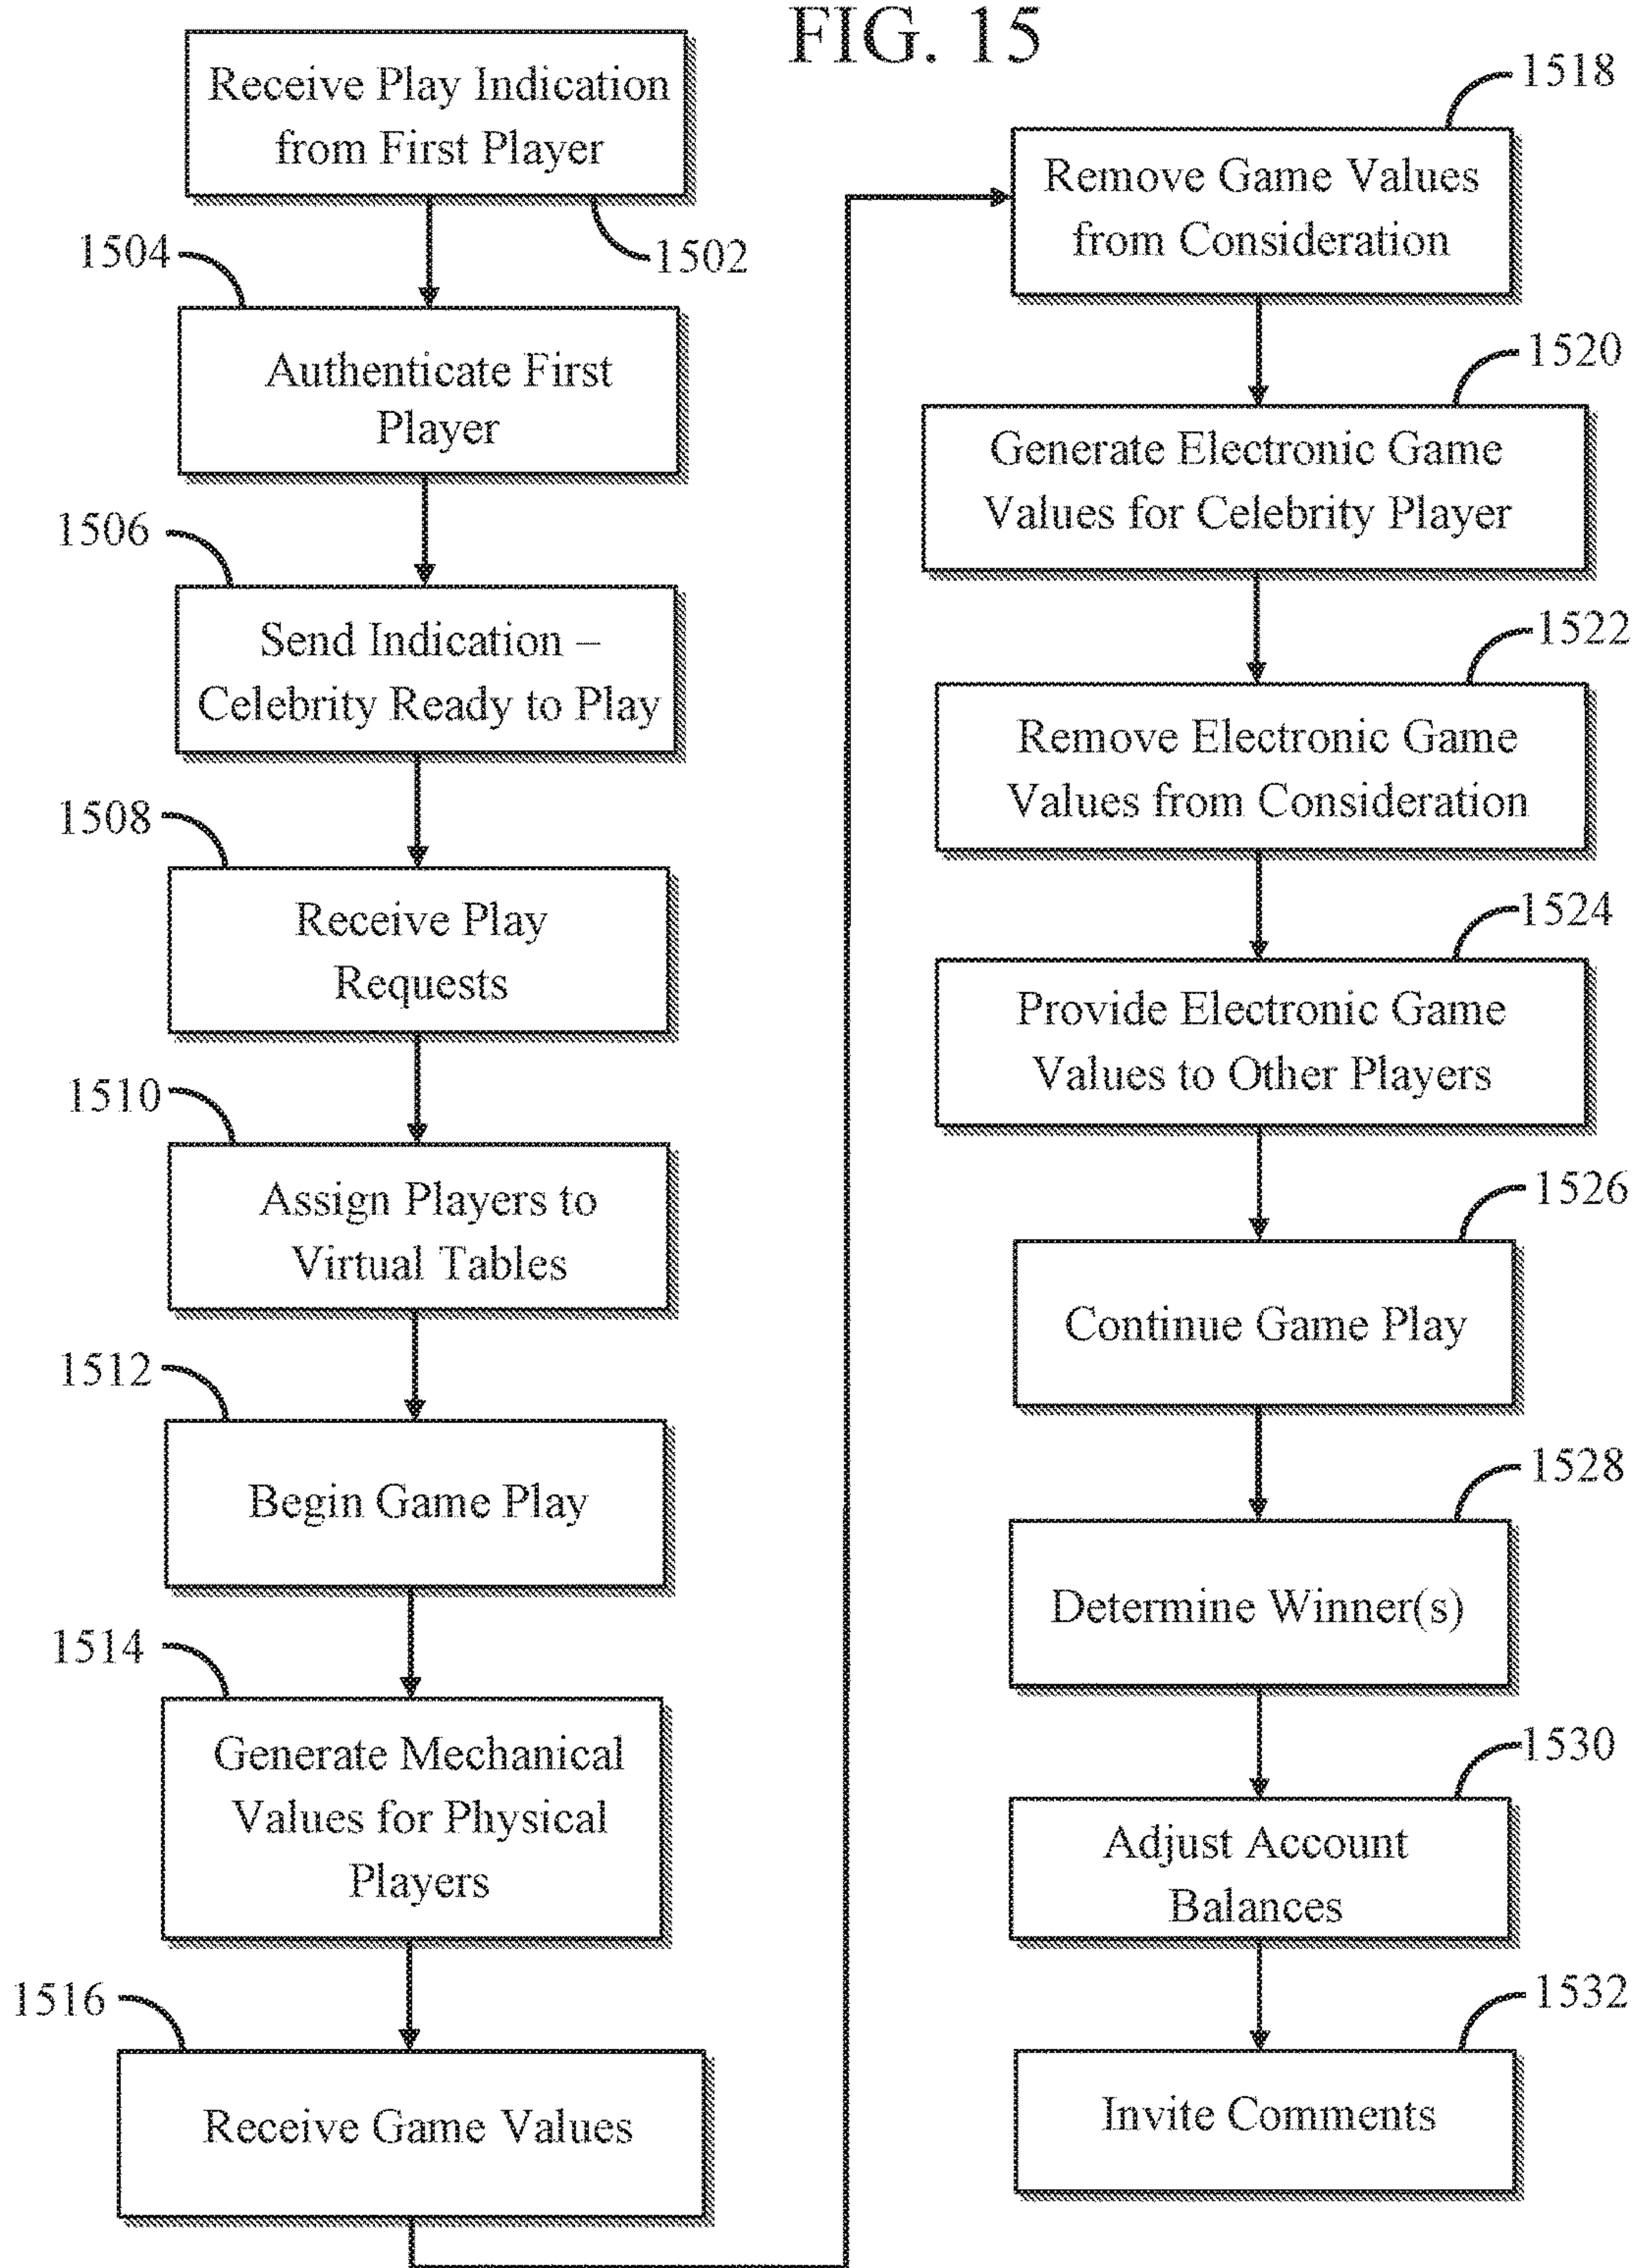 FIG. 15
Receive Play Indication
from First Player
1502
1504
Authenticate First
Player
1506
Send Indication –
Celebrity Ready to Play
1508
Receive Play
Requests
1510
Assign Players to
Virtual Tables
1512
Begin Game Play
1514
Generate Mechanical
Values for Physical
Players
1516
Receive Game Values
1518
Remove Game Values
from Consideration
1520
Generate Electronic Game
Values for Celebrity Player
1522
Remove Electronic Game
Values from Consideration
1524
Provide Electronic Game
Values to Other Players
1526
Continue Game Play
1528
Determine Winner(s)
1530
Adjust Account
Balances
1532
Invite Comments